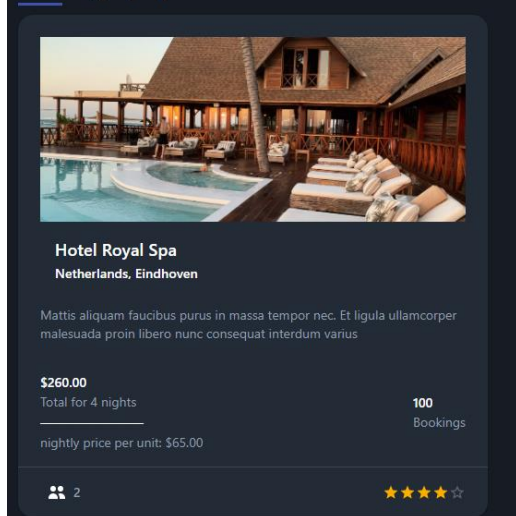 Hotel Royal Spa
Netherlands, Eindhoven
Mattis aliquam faucibus purus in massa tempor nec. Et ligula ullamcorper
malesuada proin libero nunc consequat interdum varius
$260.00
Total for 4 nights
100
Bookings
nightly price per unit: $65.00
2